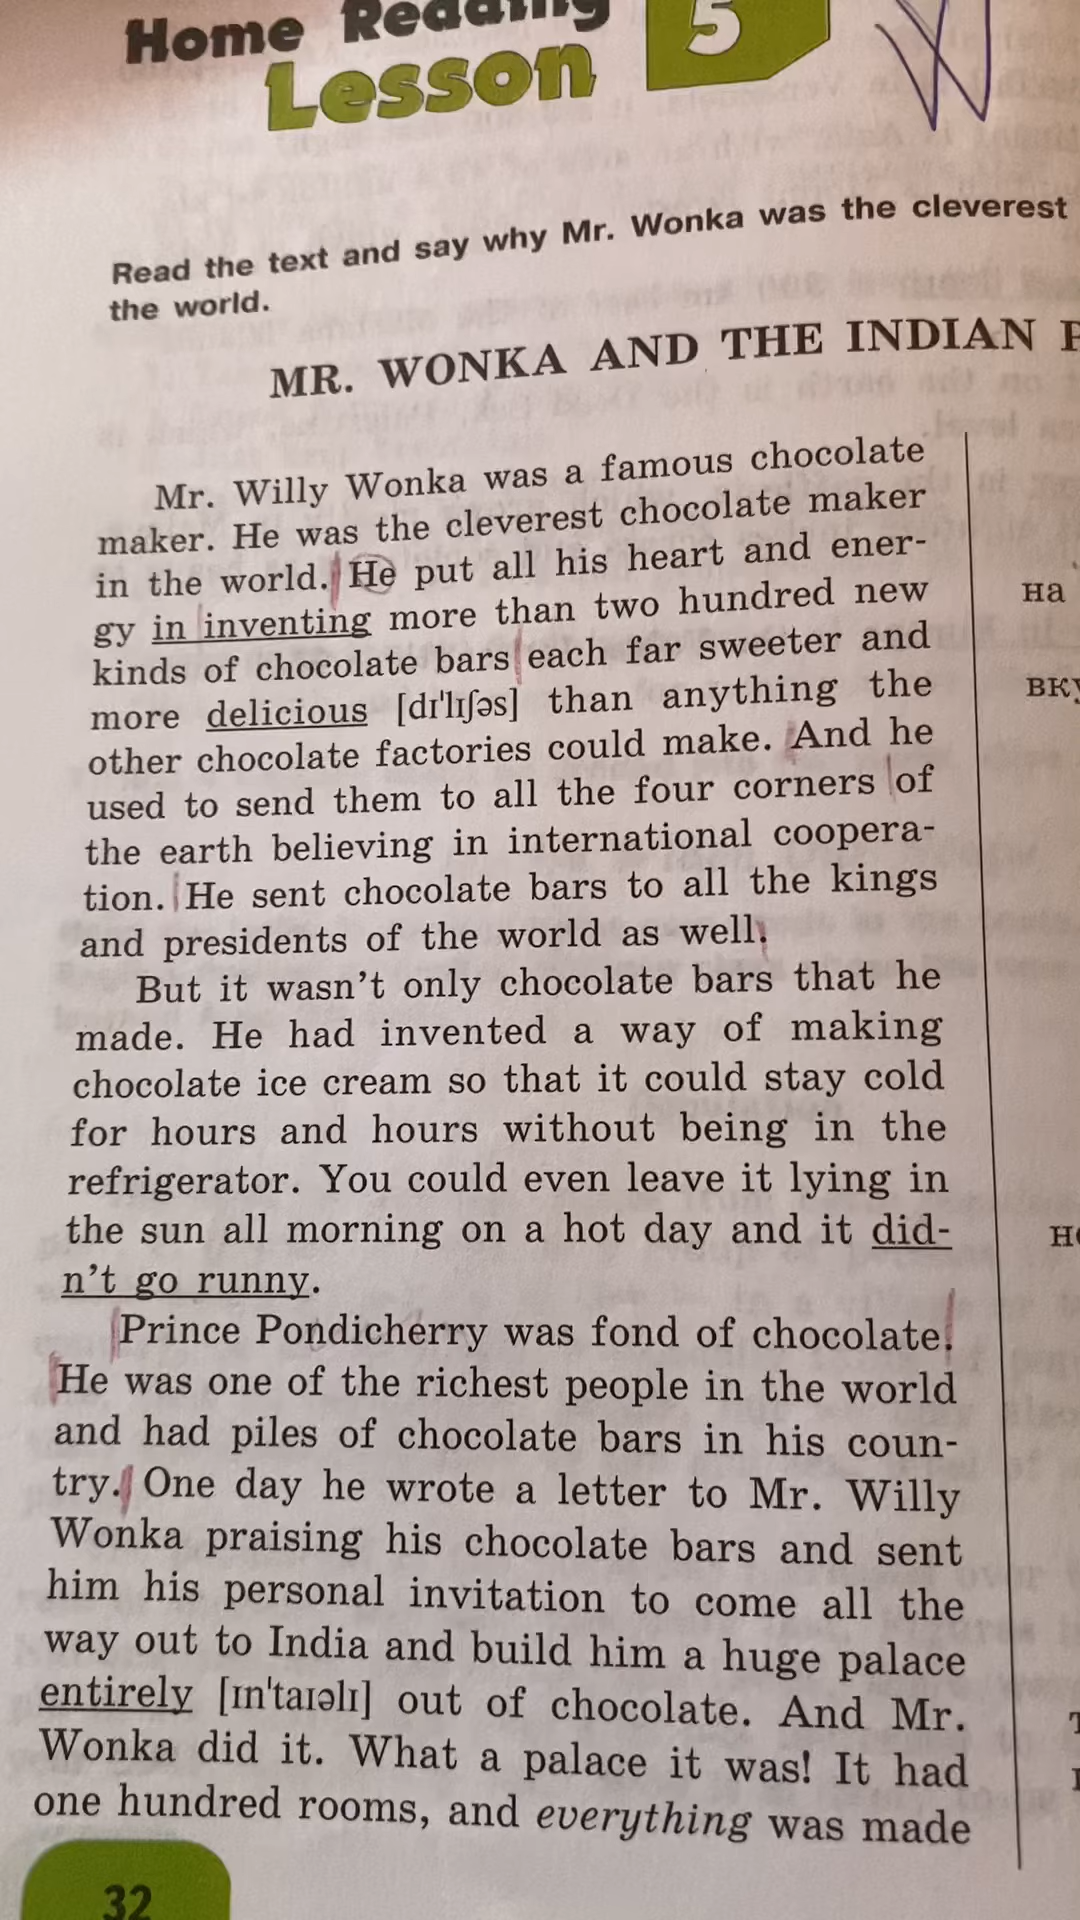 Home Reading
Lesson 5
Read the text and say why Mr. Wonka was the cleverest
the world.
MR. WONKA AND THE INDIAN
Mr. Willy Wonka was a famous chocolate
maker. He was the cleverest chocolate maker
in the world. He put all his heart and ener-
gy in inventing more than two hundred new
kinds of chocolate bars each far sweeter and
more delicious [dɪ'lɪʃəs] than anything the
other chocolate factories could make. And he
used to send them to all the four corners of
the earth believing in international coopera-
tion. He sent chocolate bars to all the kings
and presidents of the world as well.
But it wasn't only chocolate bars that he
made. He had invented a way of making
chocolate ice cream so that it could stay cold
for hours and hours without being in the
refrigerator. You could even leave it lying in
the sun all morning on a hot day and it did-
n't go runny.
Prince Pondicherry was fond of chocolate.
He was one of the richest people in the world
and had piles of chocolate bars in his coun-
try. One day he wrote a letter to Mr. Willy
Wonka praising his chocolate bars and sent
him his personal invitation to come all the
way out to India and build him a huge palace
entirely [ɪn'taɪəlɪ] out of chocolate. And Mr.
Wonka did it. What a palace it was! It had
one hundred rooms, and everything was made
на
32